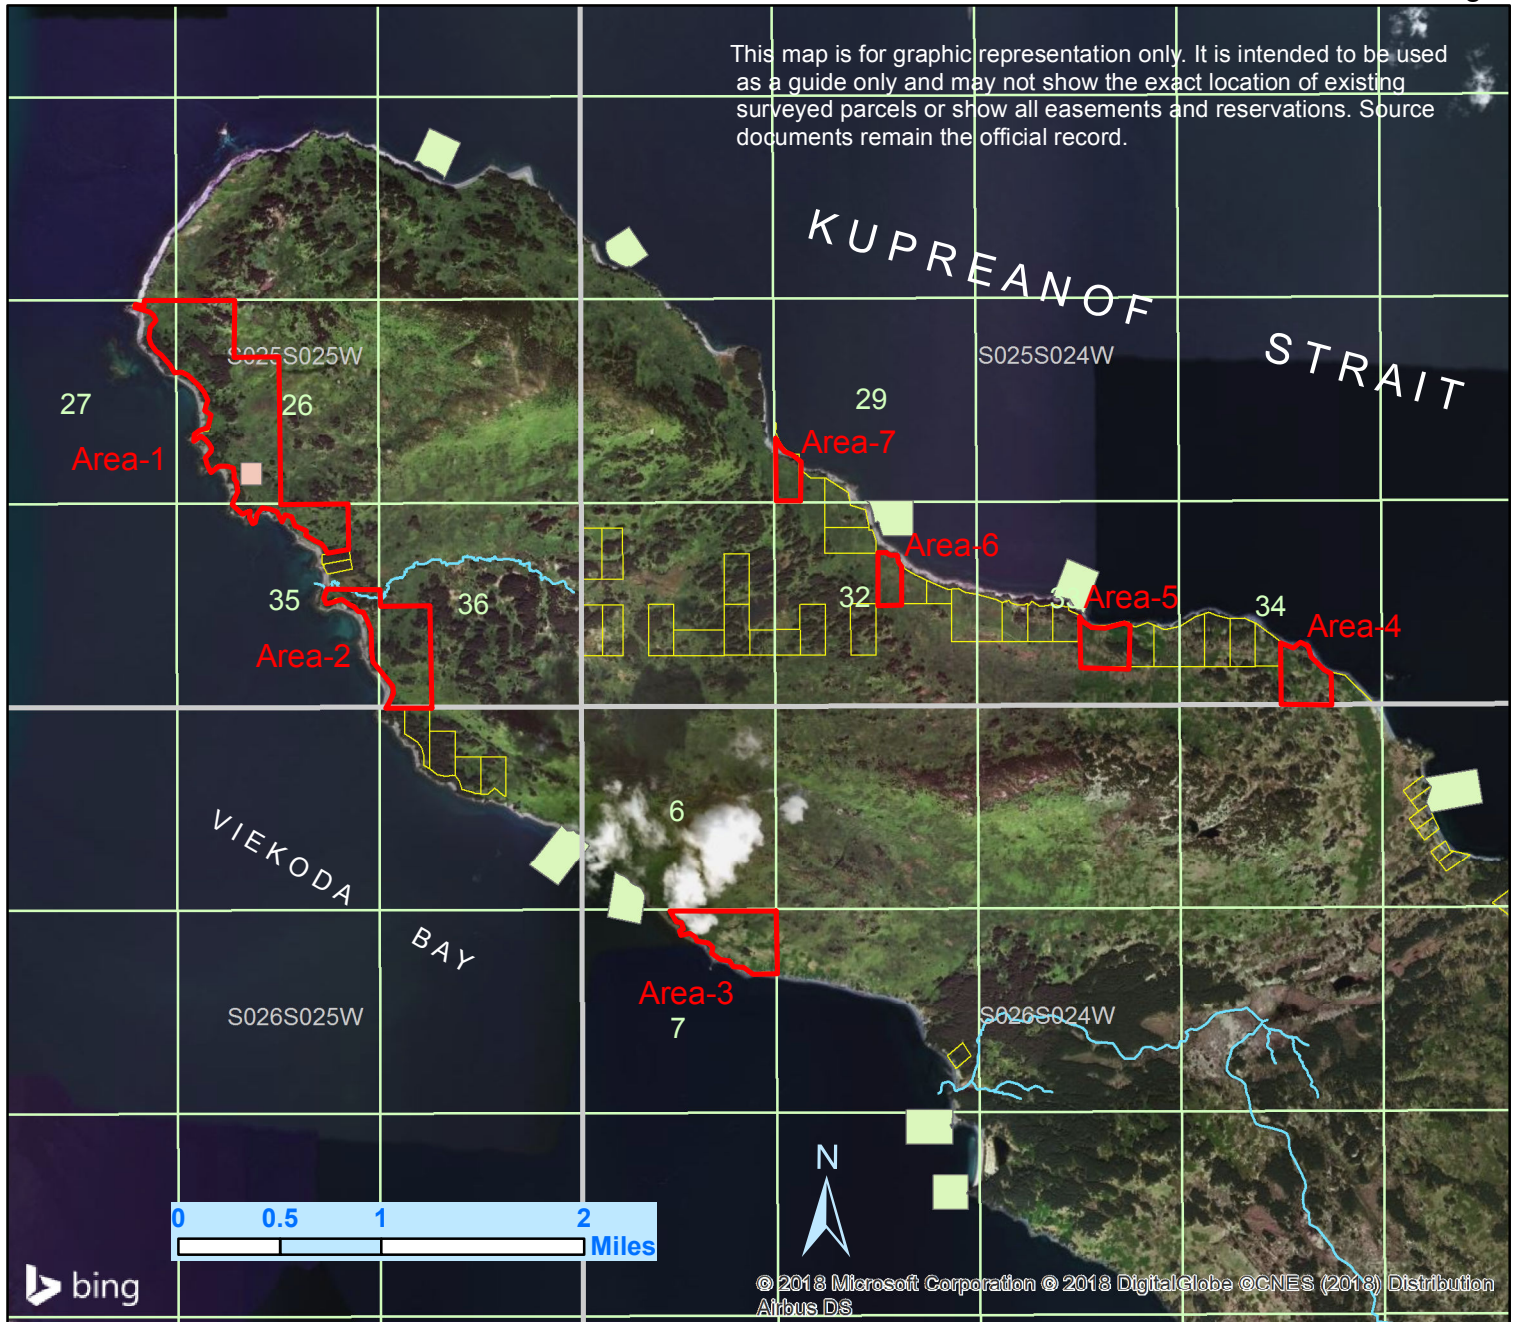 This map is for graphic representation only. It is intended to be used
as a guide only and may not show the exact location of existing
surveyed parcels or show all easements and reservations. Source
documents remain the official record.
KUPREANOF
STRAIT
S025S025W
S025S024W
27
26
29
Area-1
Area-7
Area-6
35
36
32
Area-5
34
Area-2
Area-4
6
VIEKODA
BAY
Area-3
7
S026S025W
S026S024W
N
0 0.5 1 2
Miles
bing
© 2018 Microsoft Corporation © 2018 DigitalGlobe ©CNES (2018) Distribution
Airbus DS